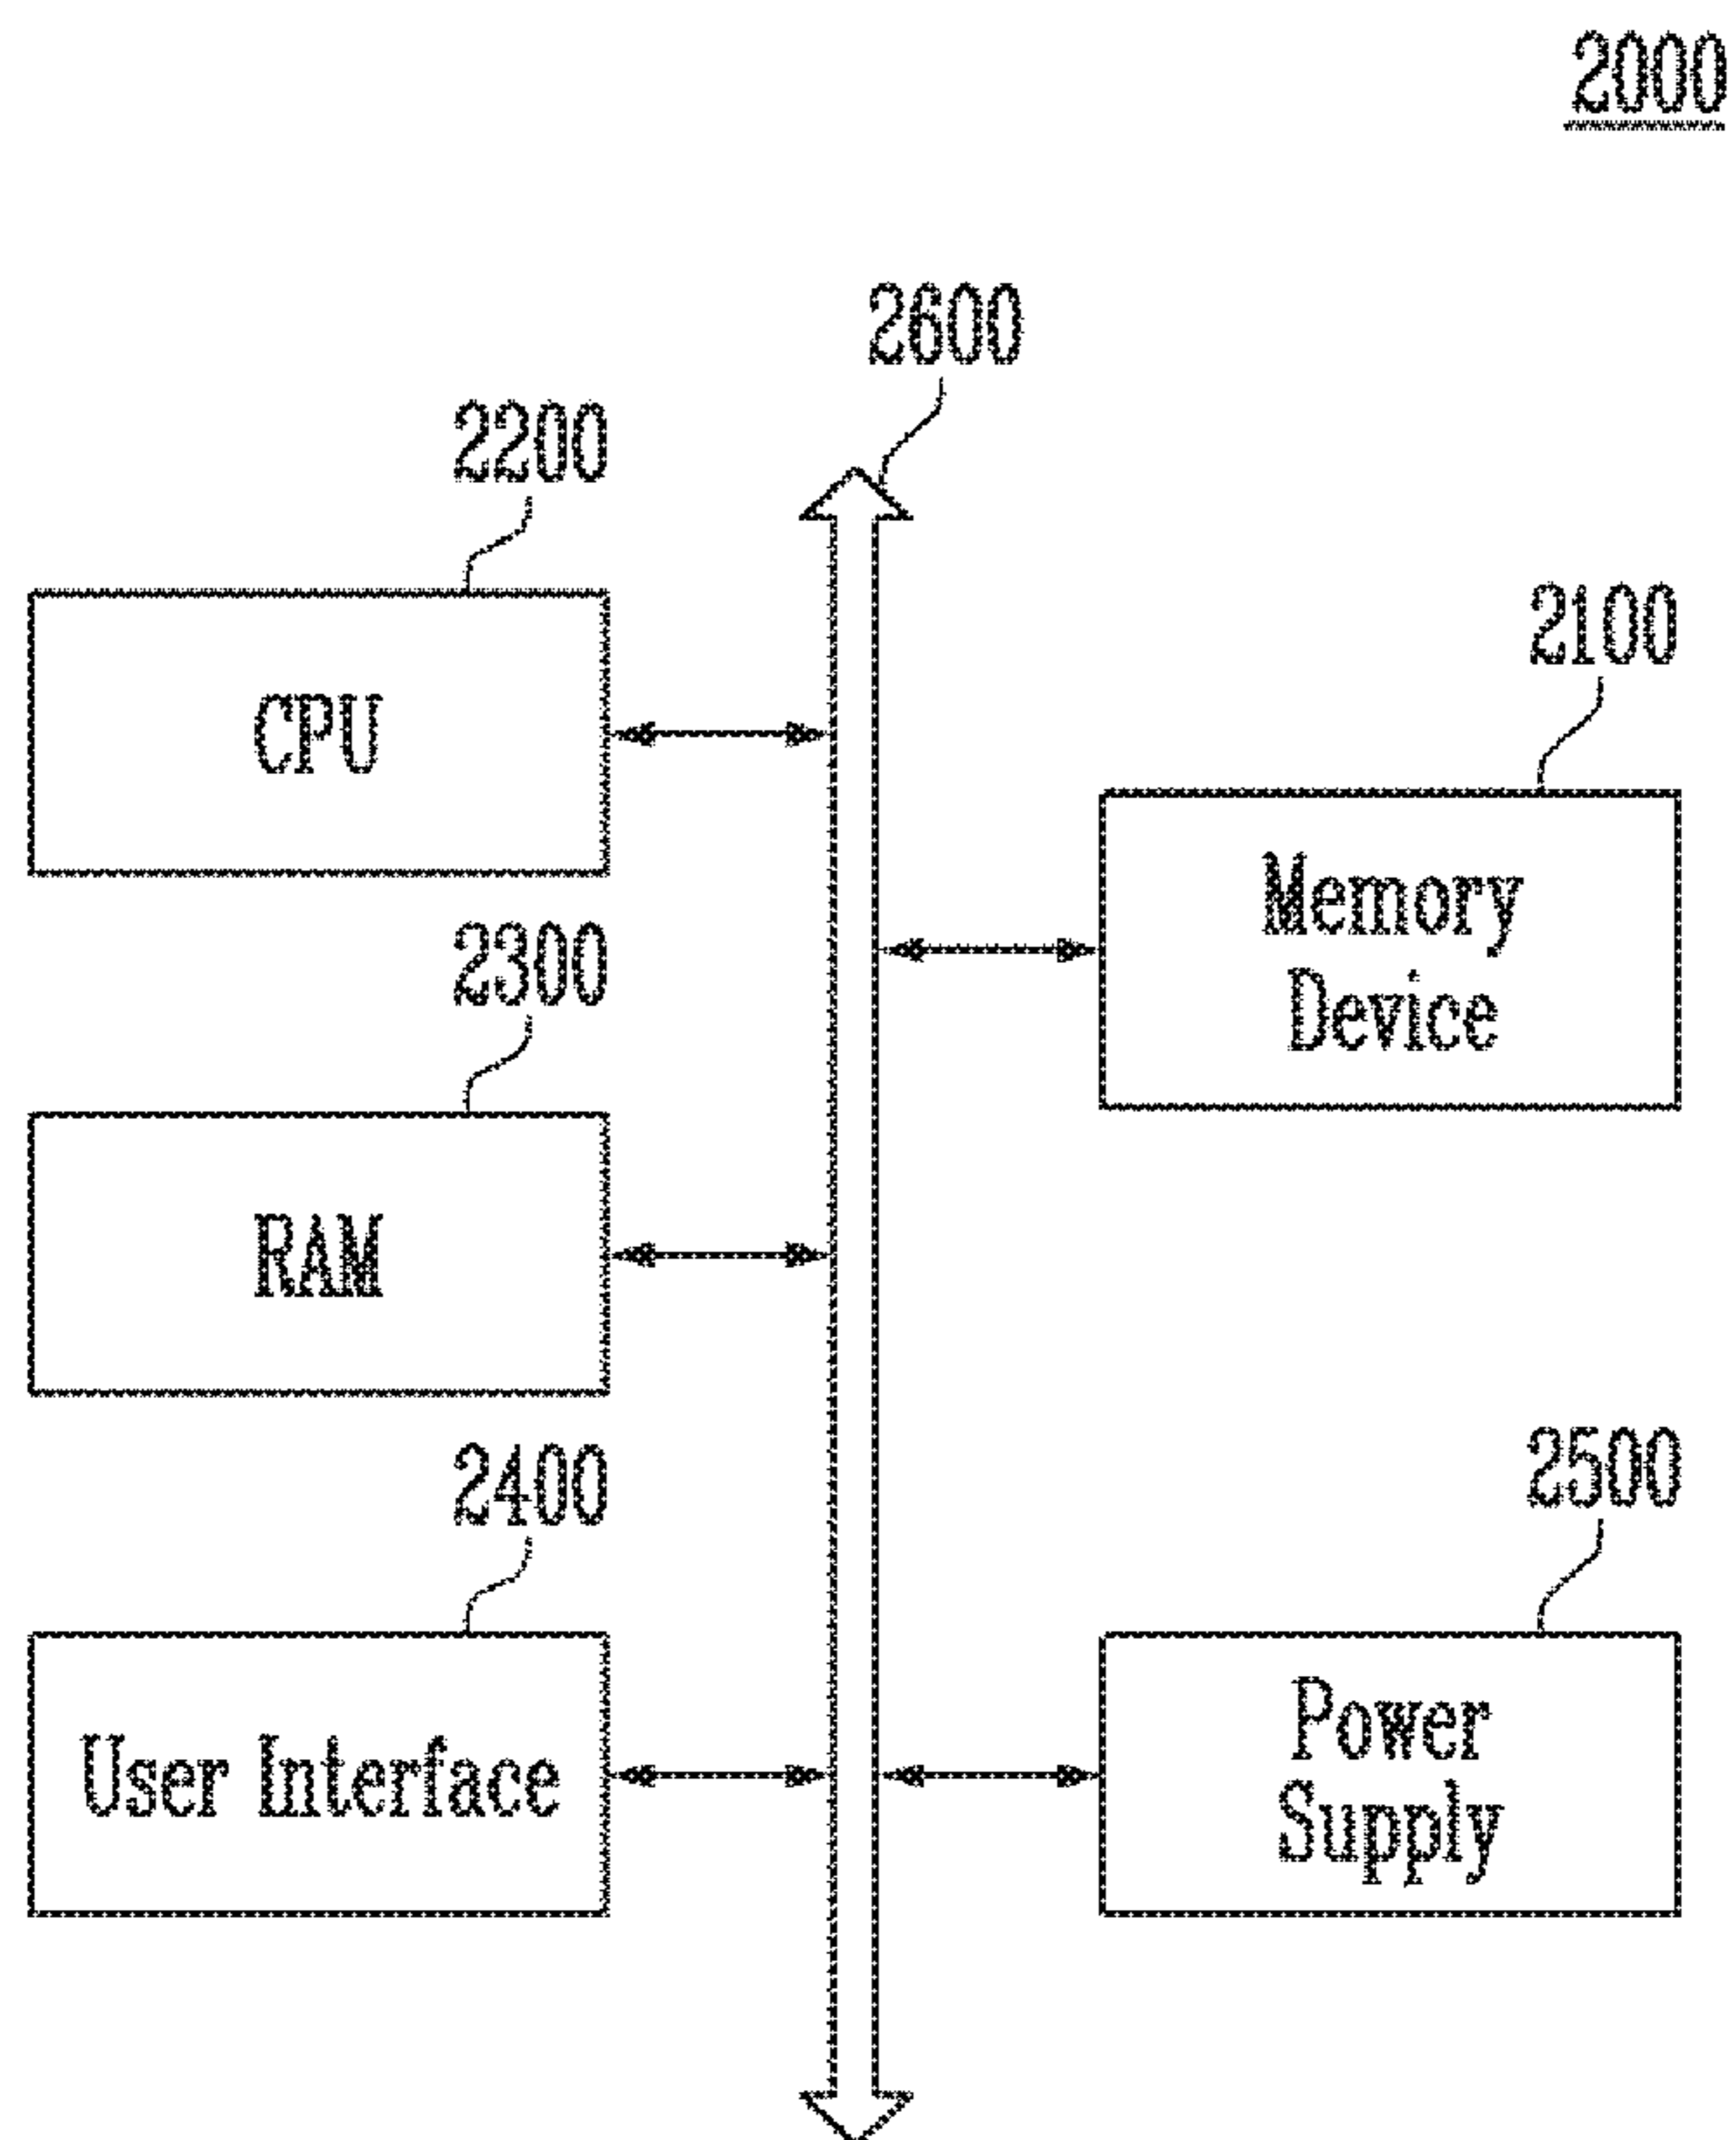 2000
2600
2200
CPU
2100
Memory
Device
2300
RAM
2400
User Interface
2500
Power
Supply